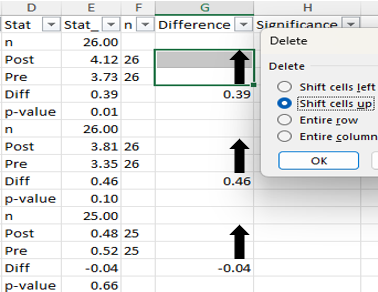 Stat Stat_ n Difference Significance
n 26.00
Post 4.12 26
Pre 3.73 26
Diff 0.39 0.39
p-value 0.01
n 26.00
Post 3.81 26
Pre 3.35 26
Diff 0.46 0.46
p-value 0.10
n 25.00
Post 0.48 25
Pre 0.52 25
Diff -0.04 -0.04
p-value 0.66
D E F G H
Delete
Delete
Shift cells left
Shift cells up
Entire row
Entire column
OK